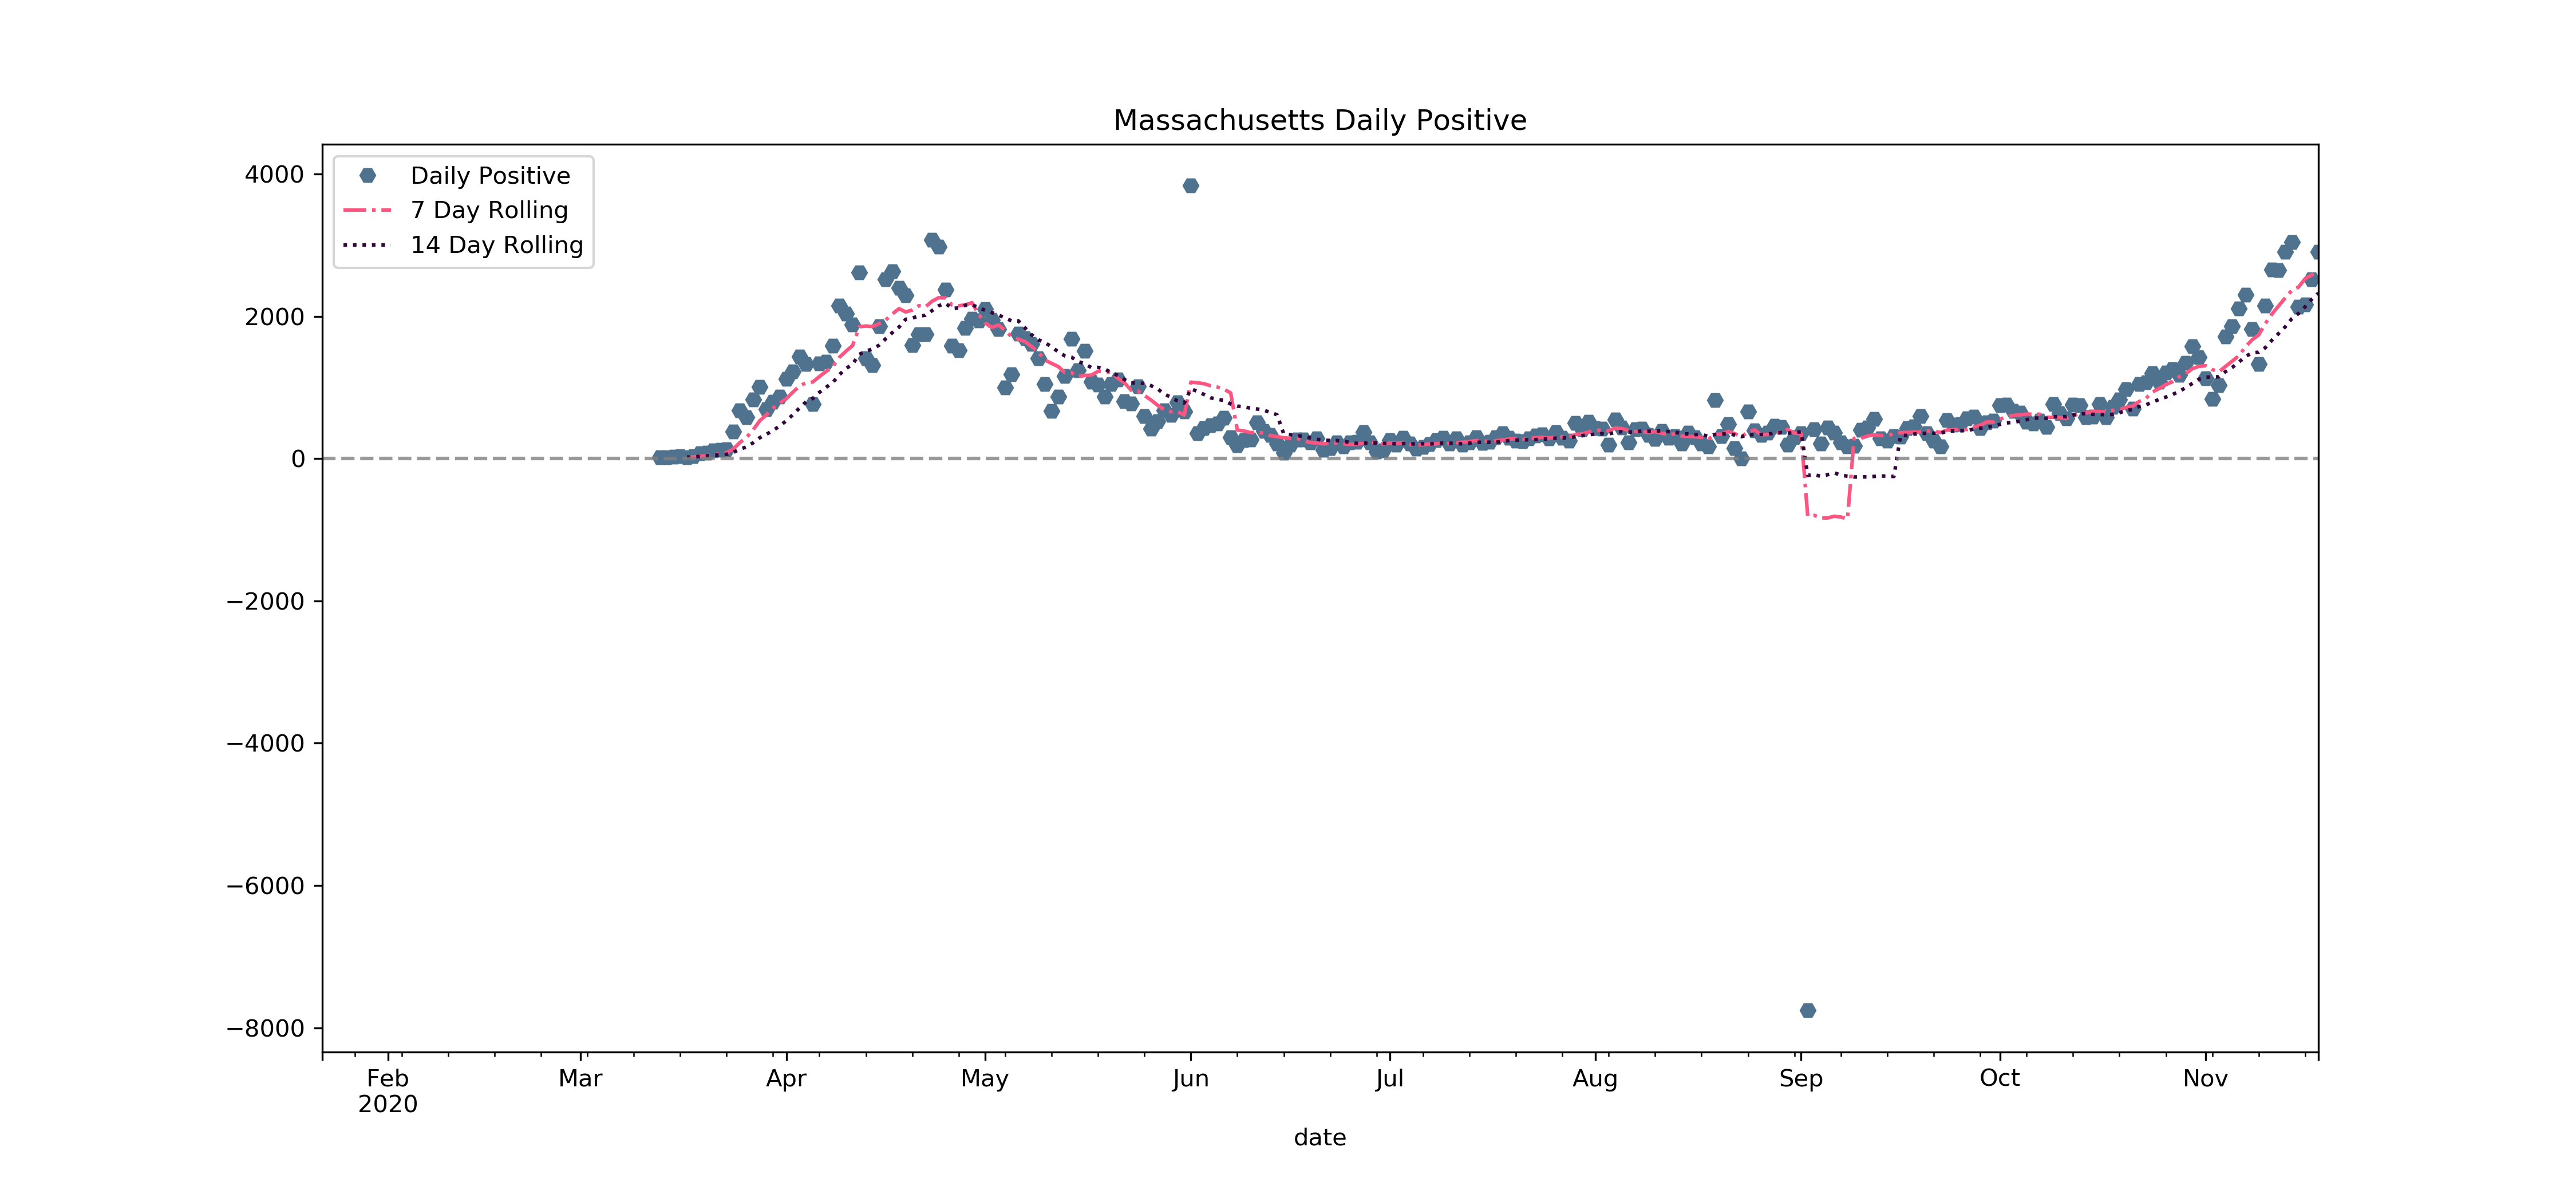 Massachusetts Daily Positive
Daily Positive
7 Day Rolling
14 Day Rolling
4000
2000
0
−2000
−4000
−6000
−8000
Feb Mar Apr May Jun Jul Aug Sep Oct Nov
2020
date